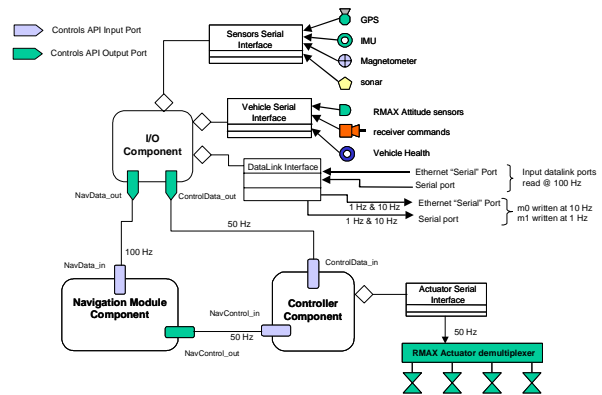 Controls API Input Port
Controls API Output Port
Sensors Serial
Interface
GPS
IMU
Magnetometer
sonar
Vehicle Serial
Interface
RMAX Attitude sensors
receiver commands
Vehicle Health
I/O
Component
DataLink Interface
Ethernet "Serial" Port
Serial port
Input datalink ports
read @ 100 Hz
Ethernet "Serial" Port
1 Hz & 10 Hz
Serial port
1 Hz & 10 Hz
m0 written at 10 Hz
m1 written at 1 Hz
NavData_out
ControlData_out
50 Hz
100 Hz
NavData_in
ControlData_in
Navigation Module
Component
NavControl_in
50 Hz
NavControl_out
Controller
Component
Actuator Serial
Interface
50 Hz
RMAX Actuator demultiplexer